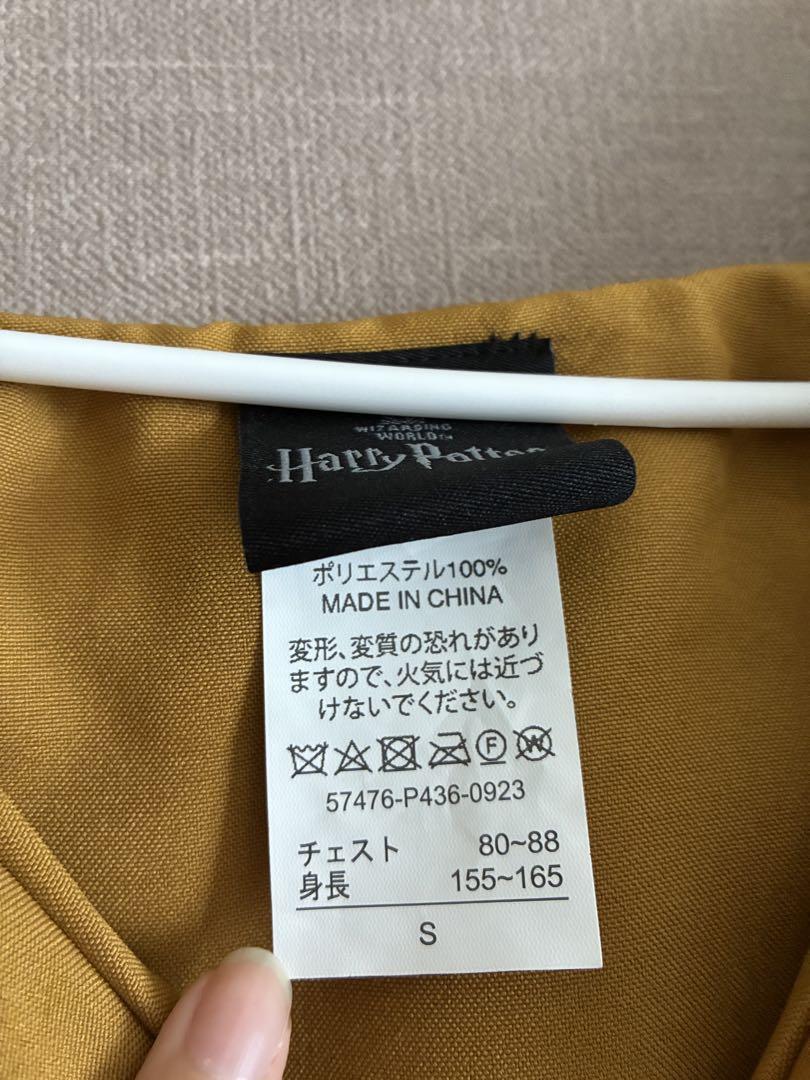 WIZARDING
WORLD™
Harry Potter
ポリエステル100%
MADE IN CHINA
変形、変質の恐れがあり
ますので、火気には近づ
けないでください。
F W
57476-P436-0923
チェスト 80~88
身長 155~165
S